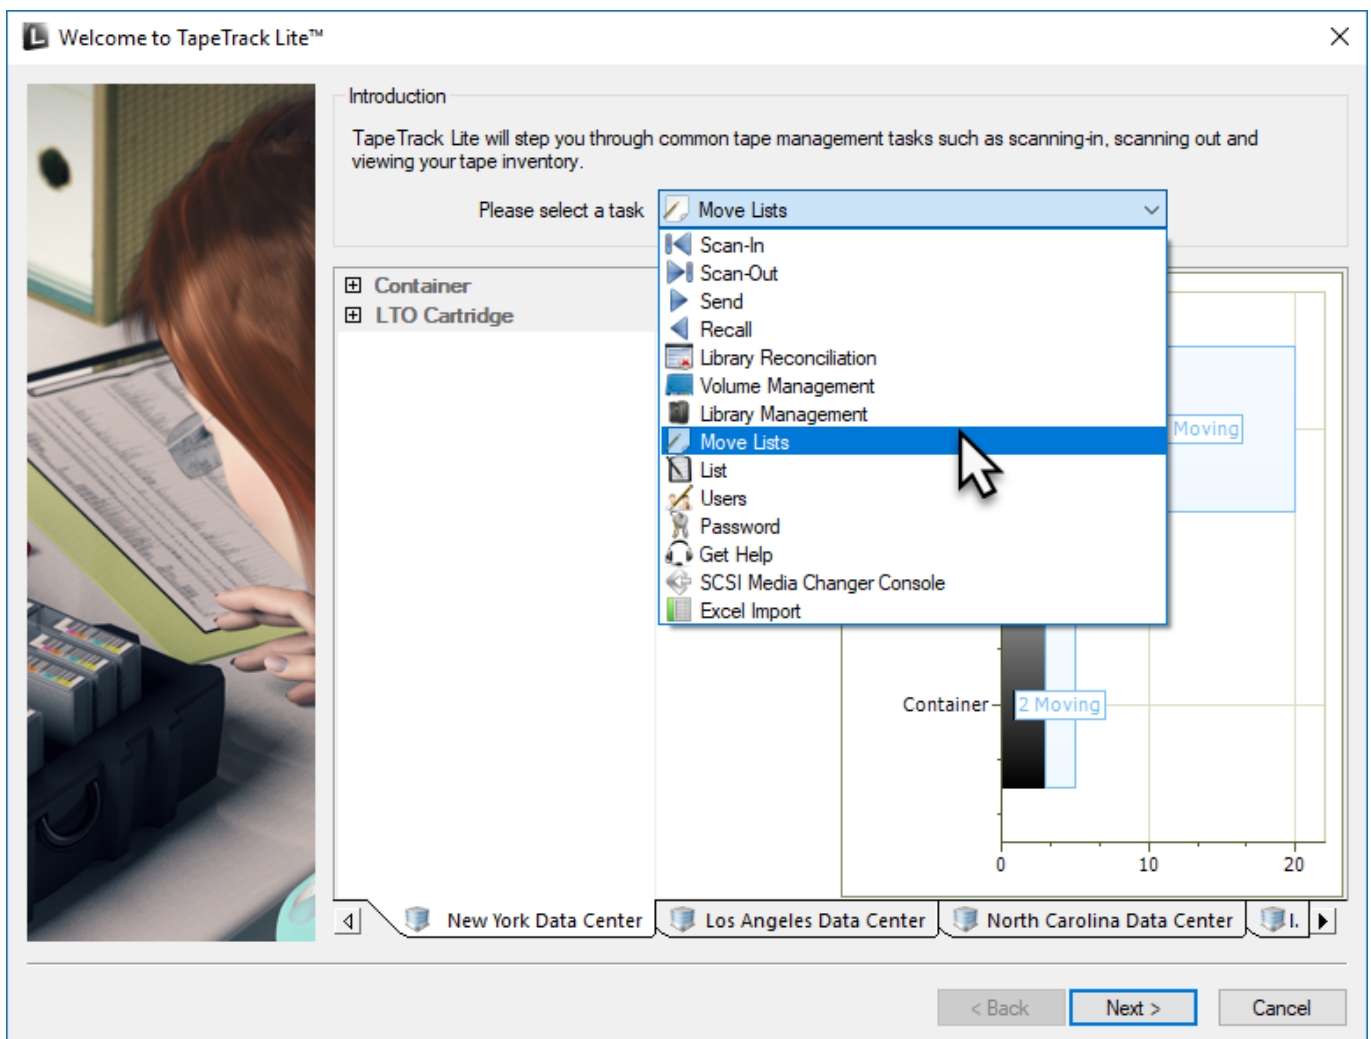 Welcome to TapeTrack Lite™
Introduction
TapeTrack Lite will step you through common tape management tasks such as scanning-in, scanning out and
viewing your tape inventory.
Please select a task
Move Lists
Scan-In
Scan-Out
Send
Recall
Library Reconciliation
Volume Management
Library Management
Move Lists
List
Users
Password
Get Help
SCSI Media Changer Console
Excel Import
Container
LTO Cartridge
Moving
Container
2 Moving
0 10 20
New York Data Center
Los Angeles Data Center
North Carolina Data Center
< Back
Next >
Cancel